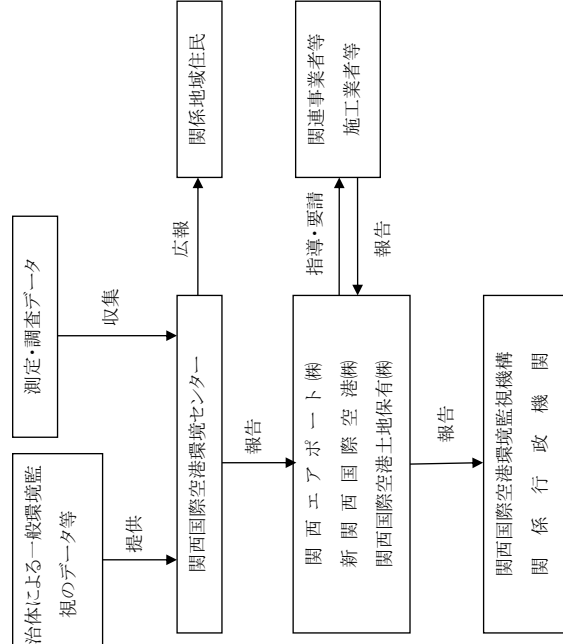 測定・調査データ
治体による一般環境監
視のデータ等
収集
提供
関西国際空港環境センター
広報
関係地域住民
報告
関西エアポート㈱
新関西国際空港㈱
関西国際空港土地保有㈱
指導・要請
報告
関連事業者等
施工業者等
報告
関西国際空港環境監視機構
関係行政機関